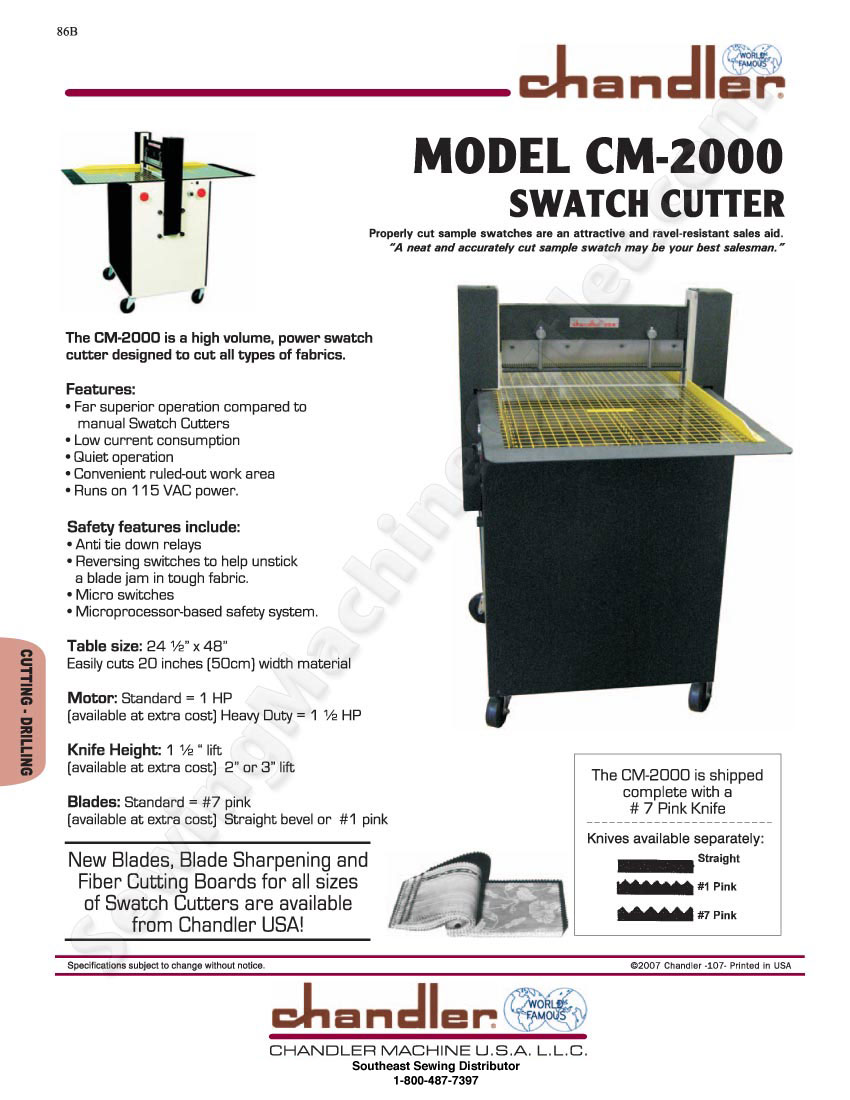 86B
WORLD
FAMOUS
chandler®
MODEL CM-2000
SWATCH CUTTER
Properly cut sample swatches are an attractive and ravel-resistant sales aid.
“A neat and accurately cut sample swatch may be your best salesman.”
The CM-2000 is a high volume, power swatch
cutter designed to cut all types of fabrics.
Features:
• Far superior operation compared to
manual Swatch Cutters
• Low current consumption
• Quiet operation
• Convenient ruled-out work area
• Runs on 115 VAC power.
Safety features include:
• Anti tie down relays
• Reversing switches to help unstick
a blade jam in tough fabric.
• Micro switches
• Microprocessor-based safety system.
Table size: 24 ½” x 48”
Easily cuts 20 inches (50cm) width material
Motor: Standard = 1 HP
(available at extra cost) Heavy Duty = 1 ½ HP
Knife Height: 1 ½ “ lift
(available at extra cost) 2” or 3” lift
Blades: Standard = #7 pink
(available at extra cost) Straight bevel or #1 pink
New Blades, Blade Sharpening and
Fiber Cutting Boards for all sizes
of Swatch Cutters are available
from Chandler USA!
chandler
The CM-2000 is shipped
complete with a
# 7 Pink Knife
Knives available separately:
Straight
#1 Pink
#7 Pink
CUTTING - DRILLING
SewingMachineOutlet.com
Specifications subject to change without notice.
©2007 Chandler -107- Printed in USA
chandler®
WORLD
FAMOUS
CHANDLER MACHINE U.S.A. L.L.C.
Southeast Sewing Distributor
1-800-487-7397